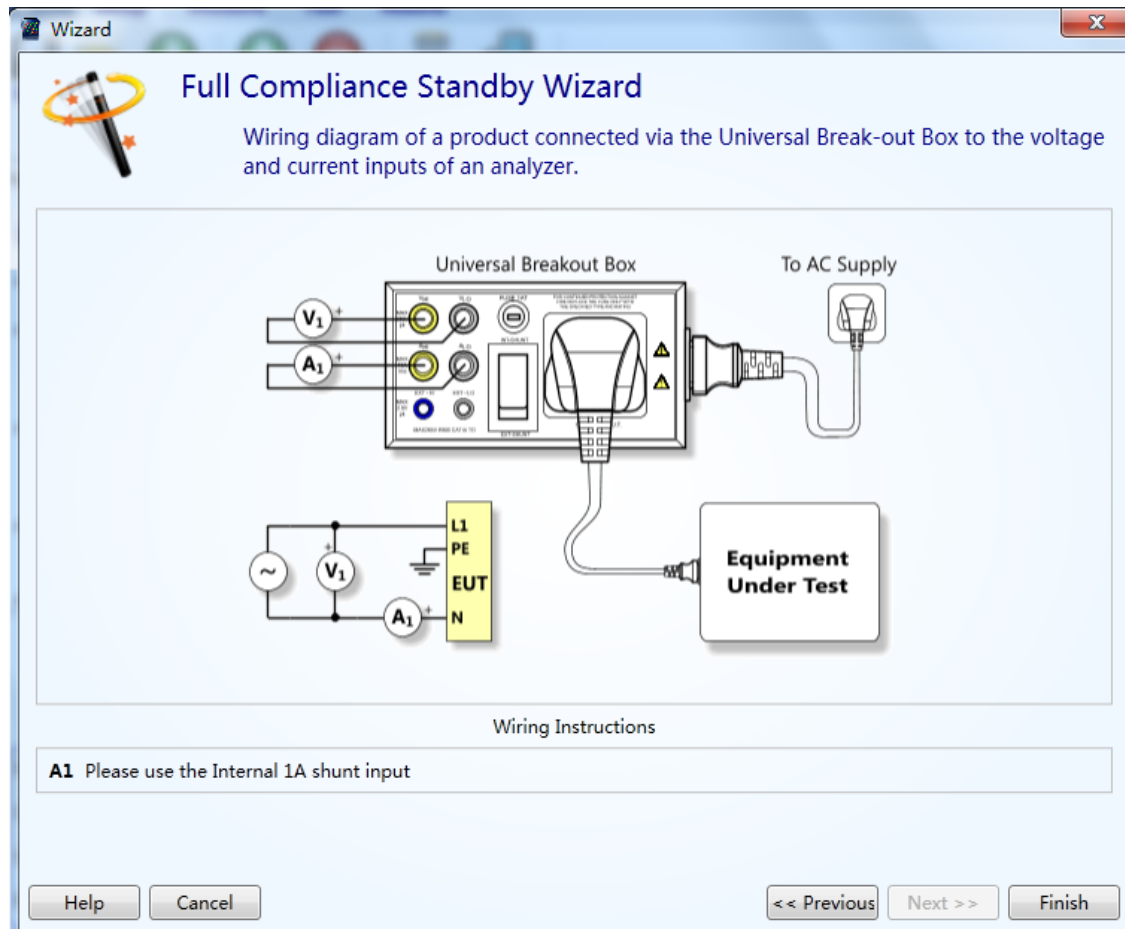 Wizard
Full Compliance Standby Wizard
Wiring diagram of a product connected via the Universal Break-out Box to the voltage
and current inputs of an analyzer.
Universal Breakout Box
To AC Supply
V1
+
A1
+
L1
PE
EUT
N
~
+
V1
A1
+
Equipment
Under Test
Wiring Instructions
A1 Please use the Internal 1A shunt input
Help
Cancel
<< Previous
Next >>
Finish